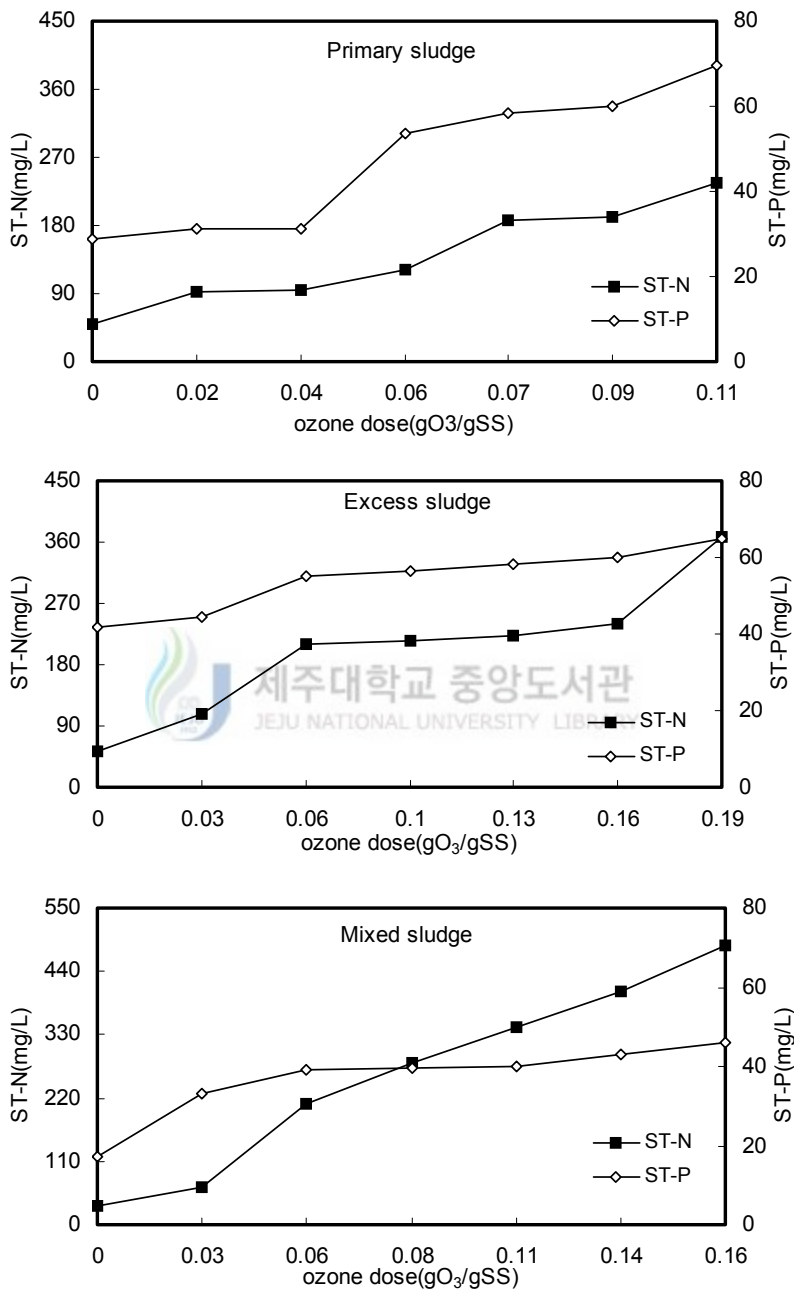 Primary sludge
450
360
270
180
90
0
ST-N(mg/L)
80
60
40
20
0
ST-P(mg/L)
ST-N
ST-P
0 0.02 0.04 0.06 0.07 0.09 0.11
ozone dose(gO3/gSS)
Excess sludge
450
360
270
180
90
0
ST-N(mg/L)
80
60
40
20
0
ST-P(mg/L)
제주대학교 중앙도서관
JEJU NATIONAL UNIVERSITY LIBRARY
ST-N
ST-P
0 0.03 0.06 0.1 0.13 0.16 0.19
ozone dose(gO₃/gSS)
Mixed sludge
550
440
330
220
110
0
ST-N(mg/L)
80
60
40
20
0
ST-P(mg/L)
ST-N
ST-P
0 0.03 0.06 0.08 0.11 0.14 0.16
ozone dose(gO₃/gSS)